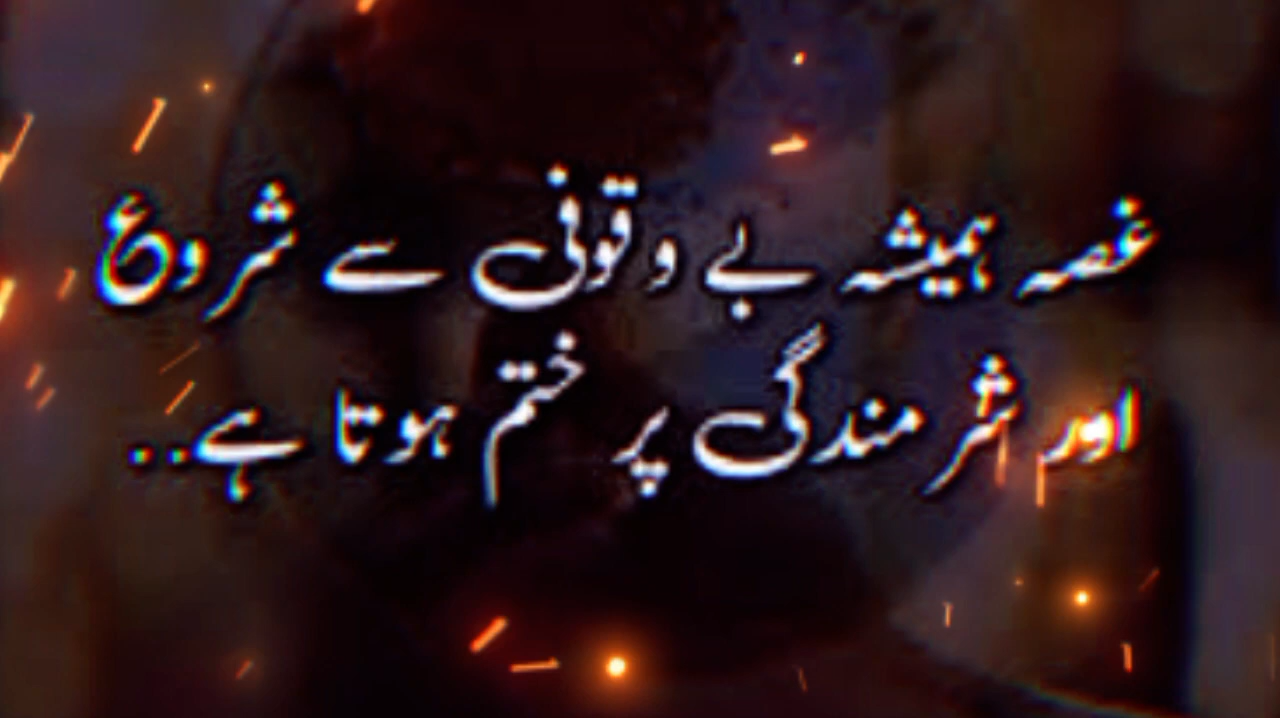 غصہ ہمیشہ بے وقوفی سے شروع
اور شرمندگی پر ختم ہوتا ہے..